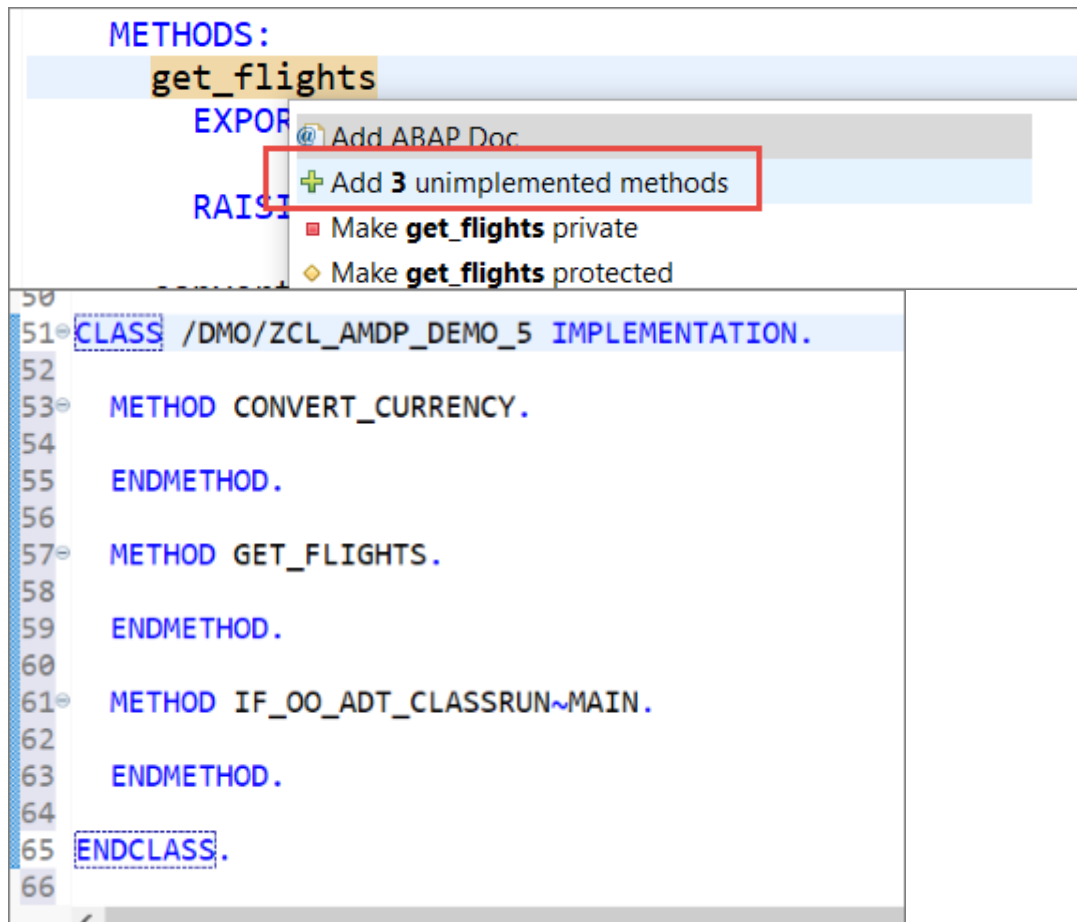 METHODS:
get_flights
EXPOR
Add ABAP Doc
Add 3 unimplemented methods
RAISI
Make get_flights private
Make get_flights protected
50
51 CLASS /DMO/ZCL_AMDP_DEMO_5 IMPLEMENTATION.
52
53 METHOD CONVERT_CURRENCY.
54
55 ENDMETHOD.
56
57 METHOD GET_FLIGHTS.
58
59 ENDMETHOD.
60
61 METHOD IF_OO_ADT_CLASSRUN~MAIN.
62
63 ENDMETHOD.
64
65 ENDCLASS.
66